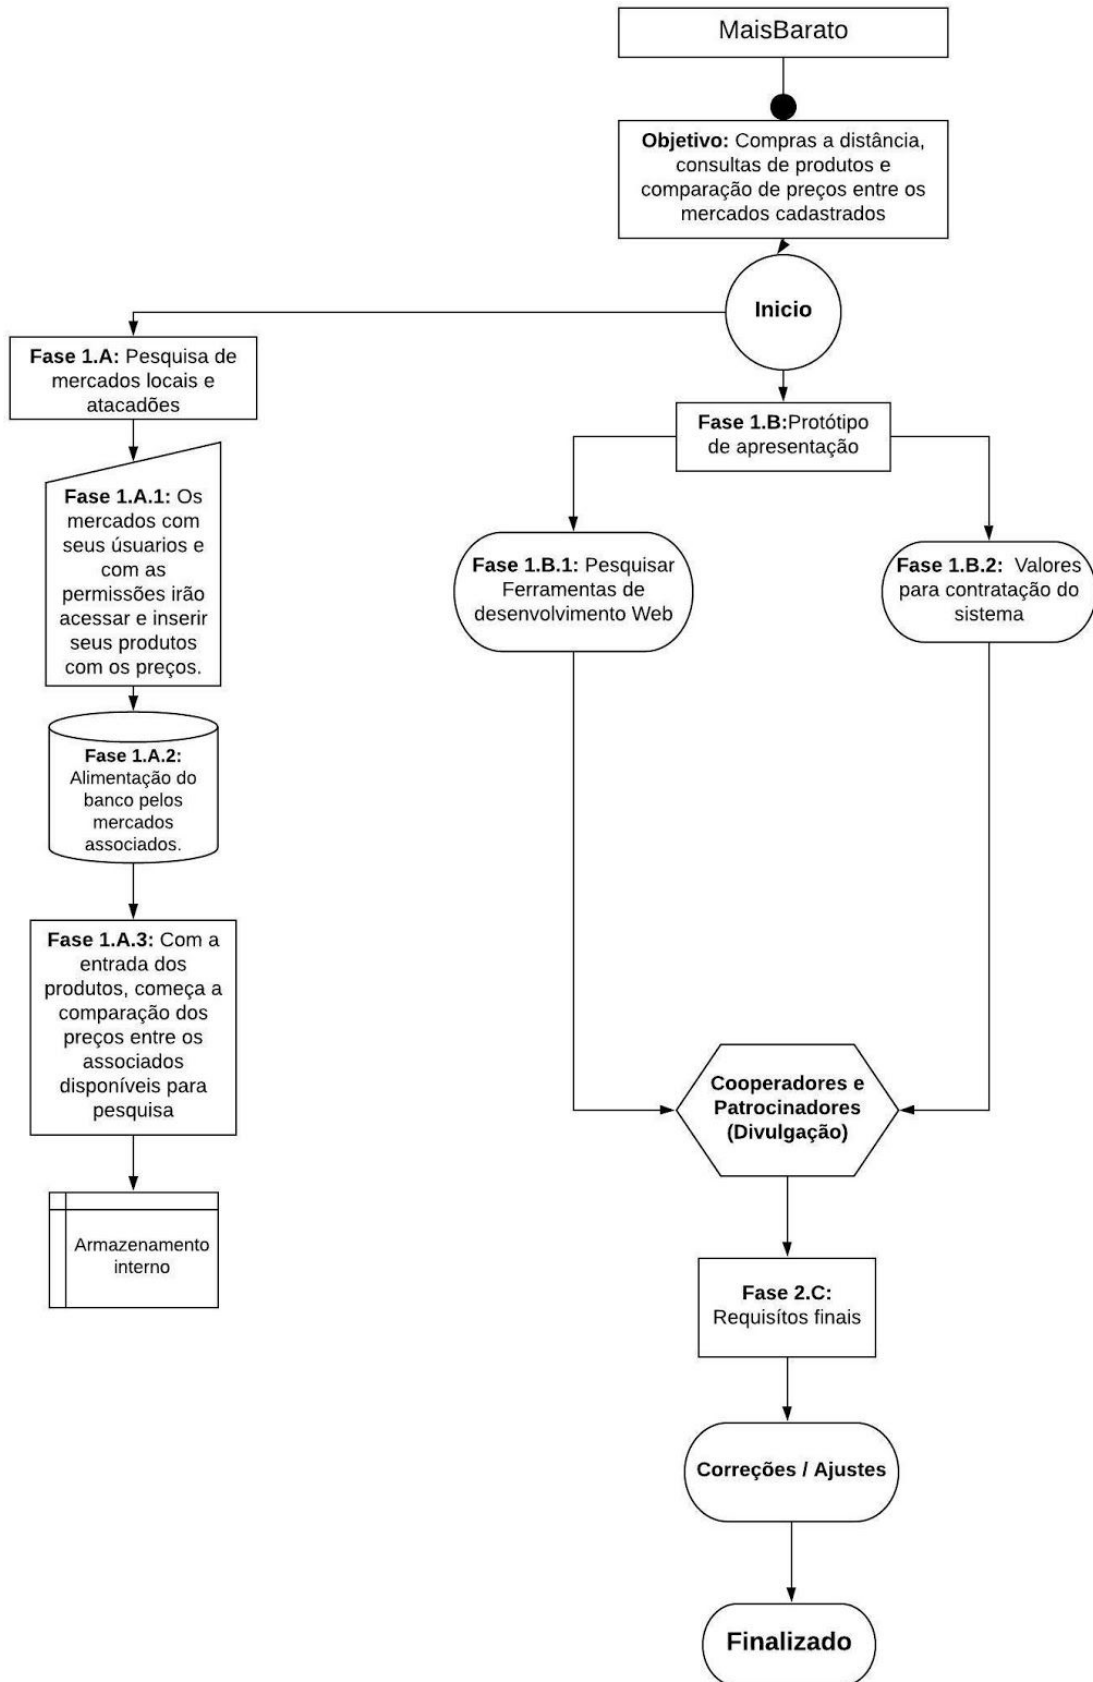 MaisBarato
Objetivo: Compras a distância,
consultas de produtos e
comparação de preços entre os
mercados cadastrados
Inicio
Fase 1.A: Pesquisa de
mercados locais e
atacadões
Fase 1.A.1: Os
mercados com
seus úsuarios e
com as
permissões irão
acessar e inserir
seus produtos
com os preços.
Fase 1.A.2:
Alimentação do
banco pelos
mercados
associados.
Fase 1.A.3: Com a
entrada dos
produtos, começa a
comparação dos
preços entre os
associados
disponíveis para
pesquisa
Armazenamento
interno
Fase 1.B:Protótipo
de apresentação
Fase 1.B.1: Pesquisar
Ferramentas de
desenvolvimento Web
Fase 1.B.2: Valores
para contratação do
sistema
Cooperadores e
Patrocinadores
(Divulgação)
Fase 2.C:
Requisítos finais
Correções / Ajustes
Finalizado